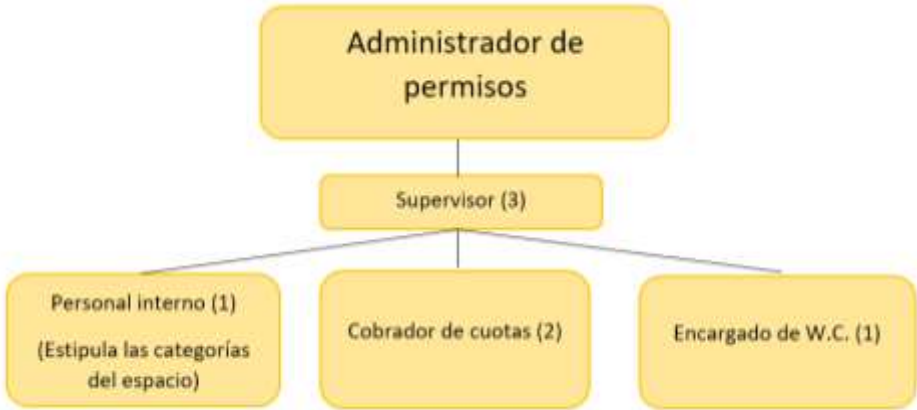 Administrador de
permisos
Supervisor (3)
Personal interno (1)
(Estipula las categorías
del espacio)
Cobrador de cuotas (2)
Encargado de W.C. (1)